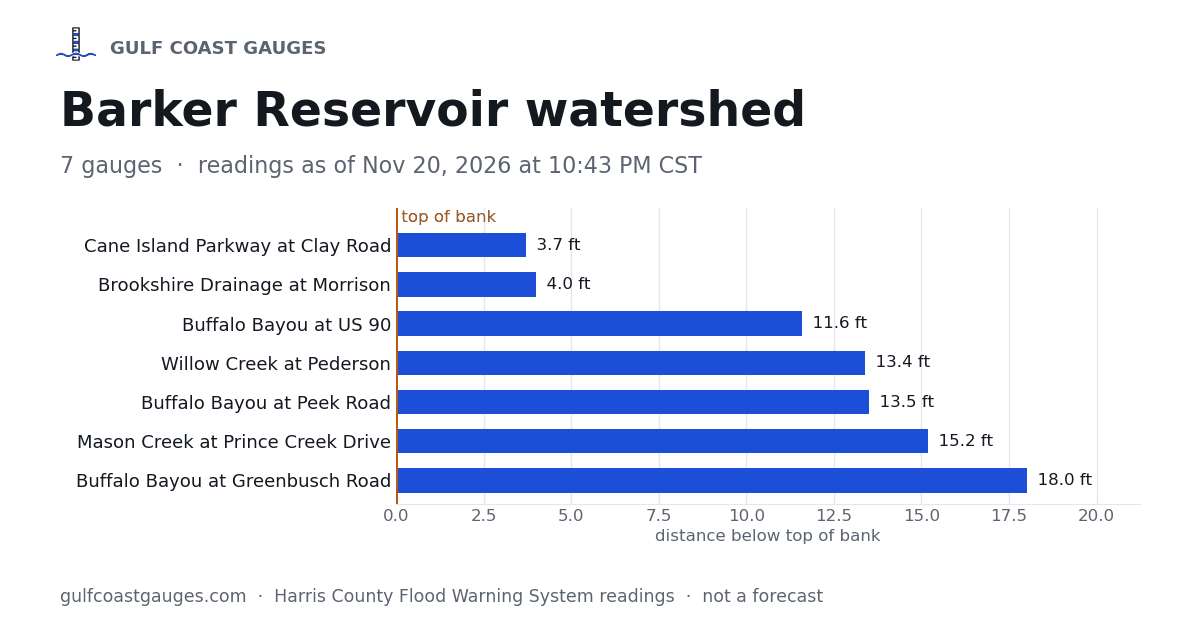 GULF COAST GAUGES
Barker Reservoir watershed
7 gauges · readings as of Nov 20, 2026 at 10:43 PM CST
top of bank
Cane Island Parkway at Clay Road 3.7 ft
Brookshire Drainage at Morrison 4.0 ft
Buffalo Bayou at US 90 11.6 ft
Willow Creek at Pederson 13.4 ft
Buffalo Bayou at Peek Road 13.5 ft
Mason Creek at Prince Creek Drive 15.2 ft
Buffalo Bayou at Greenbusch Road 18.0 ft
0.0 2.5 5.0 7.5 10.0 12.5 15.0 17.5 20.0
distance below top of bank
gulfcoastgauges.com · Harris County Flood Warning System readings · not a forecast